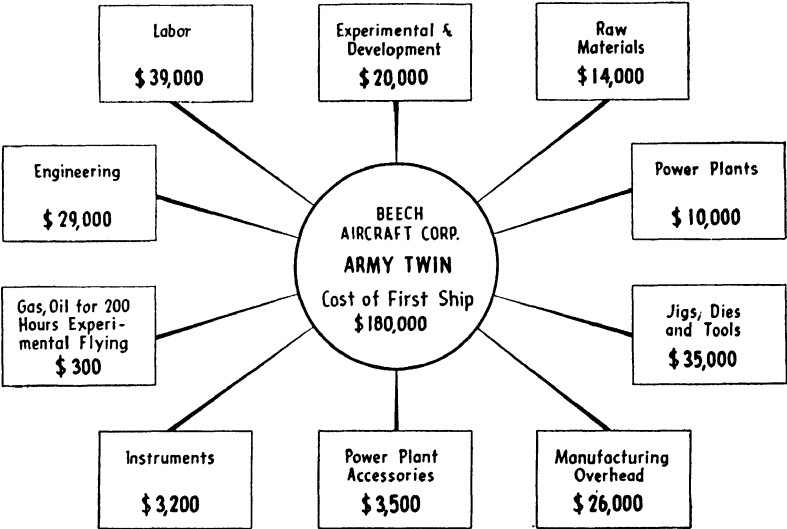 Labor
$39,000
Experimental &
Development
$20,000
Raw
Materials
$14,000
Engineering
$29,000
Power Plants
$10,000
BEECH
AIRCRAFT CORP.
ARMY TWIN
Cost of First Ship
$180,000
Gas, Oil for 200
Hours Experi-
mental Flying
$300
Jigs, Dies
and Tools
$35,000
Instruments
$3,200
Power Plant
Accessories
$3,500
Manufacturing
Overhead
$26,000